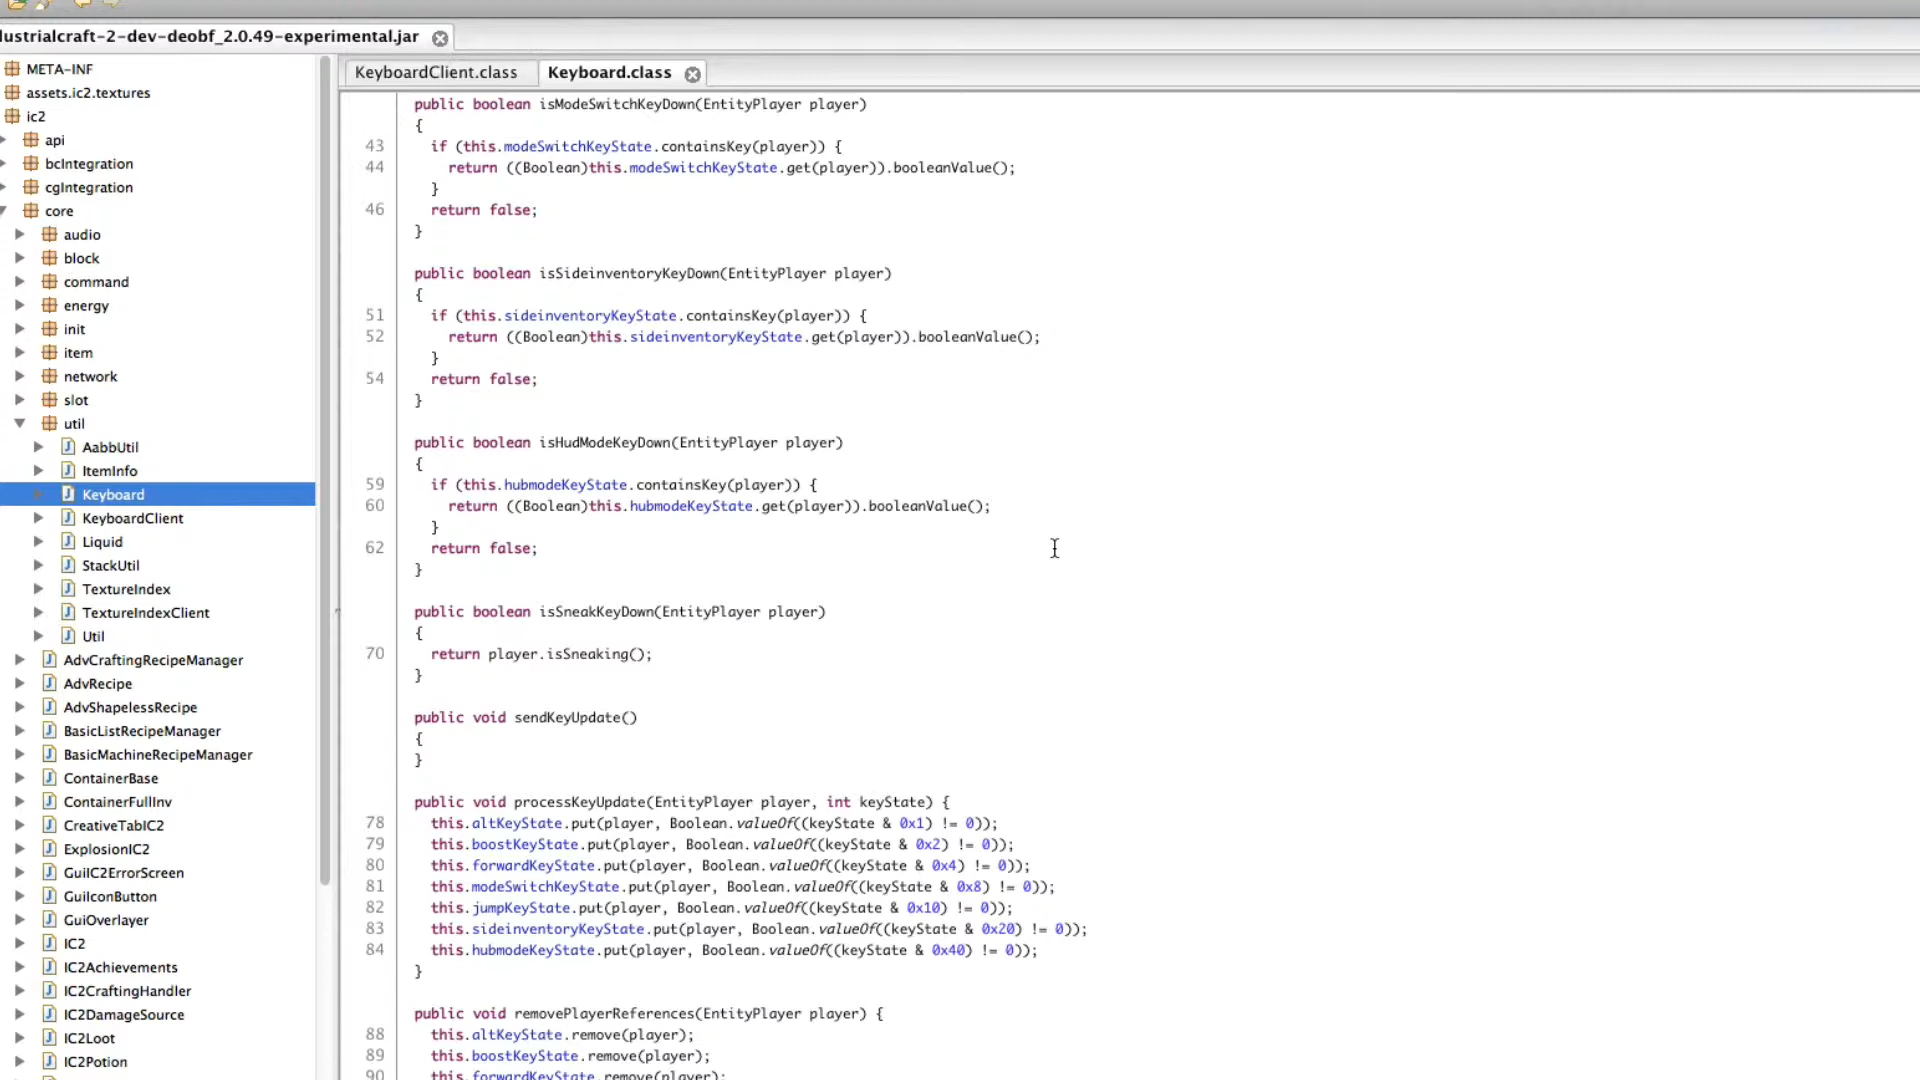 lustrialcraft-2-dev-deobf_2.0.49-experimental.jar
META-INF
assets.ic2.textures
ic2
api
bcIntegration
cgIntegration
core
audio
block
command
energy
init
item
network
slot
util
AabbUtil
ItemInfo
Keyboard
KeyboardClient
Liquid
StackUtil
TextureIndex
TextureIndexClient
Util
AdvCraftingRecipeManager
AdvRecipe
AdvShapelessRecipe
BasicListRecipeManager
BasicMachineRecipeManager
ContainerBase
ContainerFullInv
CreativeTabIC2
ExplosionIC2
GuiIC2ErrorScreen
GuiIconButton
GuiOverlayer
IC2
IC2Achievements
IC2CraftingHandler
IC2DamageSource
IC2Loot
IC2Potion
KeyboardClient.class
Keyboard.class
public boolean isModeSwitchKeyDown(EntityPlayer player)
{
43 if (this.modeSwitchKeyState.containsKey(player)) {
44 return ((Boolean)this.modeSwitchKeyState.get(player)).booleanValue();
}
46 return false;
}
public boolean isSideinventoryKeyDown(EntityPlayer player)
{
51 if (this.sideinventoryKeyState.containsKey(player)) {
52 return ((Boolean)this.sideinventoryKeyState.get(player)).booleanValue();
}
54 return false;
}
public boolean isHudModeKeyDown(EntityPlayer player)
{
59 if (this.hubmodeKeyState.containsKey(player)) {
60 return ((Boolean)this.hubmodeKeyState.get(player)).booleanValue();
}
62 return false;
}
public boolean isSneakKeyDown(EntityPlayer player)
{
70 return player.isSneaking();
}
public void sendKeyUpdate()
{
}
public void processKeyUpdate(EntityPlayer player, int keyState) {
78 this.altKeyState.put(player, Boolean.valueOf((keyState & 0x1) != 0));
79 this.boostKeyState.put(player, Boolean.valueOf((keyState & 0x2) != 0));
80 this.forwardKeyState.put(player, Boolean.valueOf((keyState & 0x4) != 0));
81 this.modeSwitchKeyState.put(player, Boolean.valueOf((keyState & 0x8) != 0));
82 this.jumpKeyState.put(player, Boolean.valueOf((keyState & 0x10) != 0));
83 this.sideinventoryKeyState.put(player, Boolean.valueOf((keyState & 0x20) != 0));
84 this.hubmodeKeyState.put(player, Boolean.valueOf((keyState & 0x40) != 0));
}
public void removePlayerReferences(EntityPlayer player) {
88 this.altKeyState.remove(player);
89 this.boostKeyState.remove(player);
90 this.forwardKeyState.remove(player);